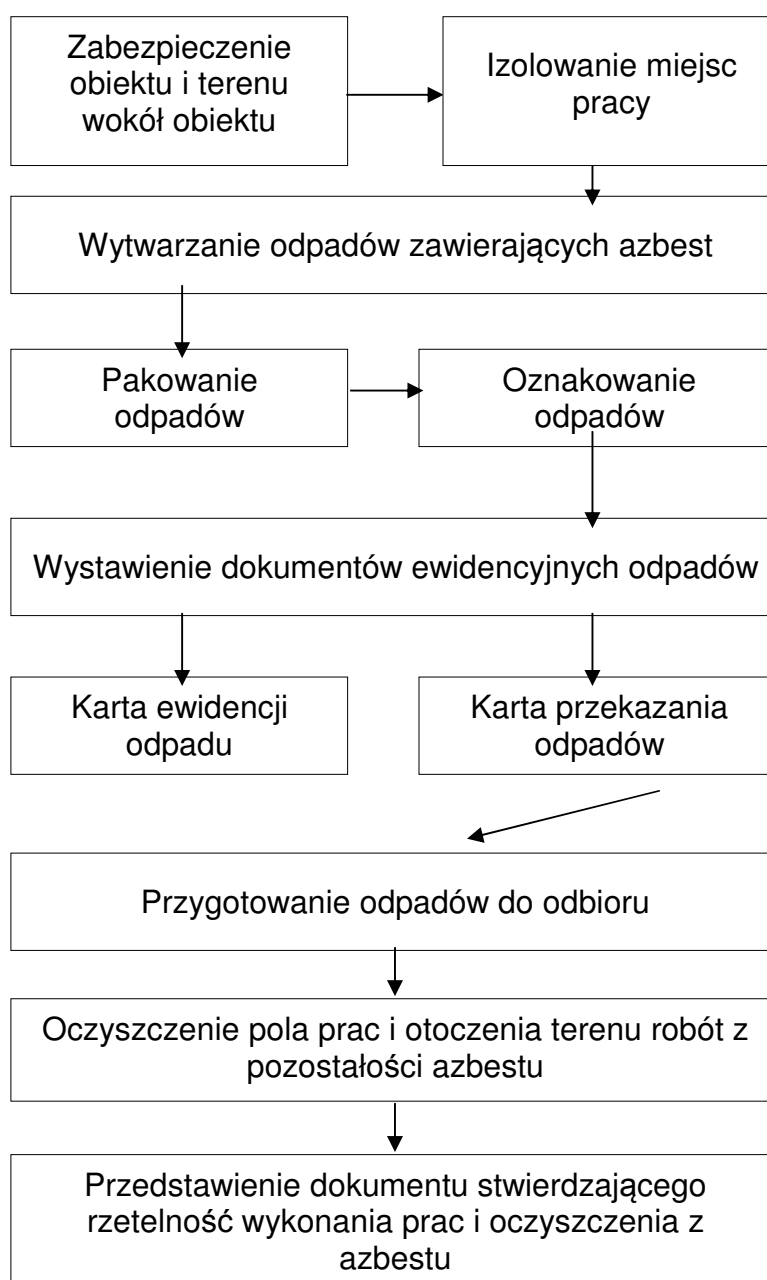 Zabezpieczenie
obiektu i terenu
wokół obiektu
Izolowanie miejsc
pracy
Wytwarzanie odpadów zawierających azbest
Pakowanie
odpadów
Oznakowanie
odpadów
Wystawienie dokumentów ewidencyjnych odpadów
Karta ewidencji
odpadu
Karta przekazania
odpadów
Przygotowanie odpadów do odbioru
Oczyszczenie pola prac i otoczenia terenu robót z
pozostałości azbestu
Przedstawienie dokumentu stwierdzającego
rzetelność wykonania prac i oczyszczenia z
azbestu